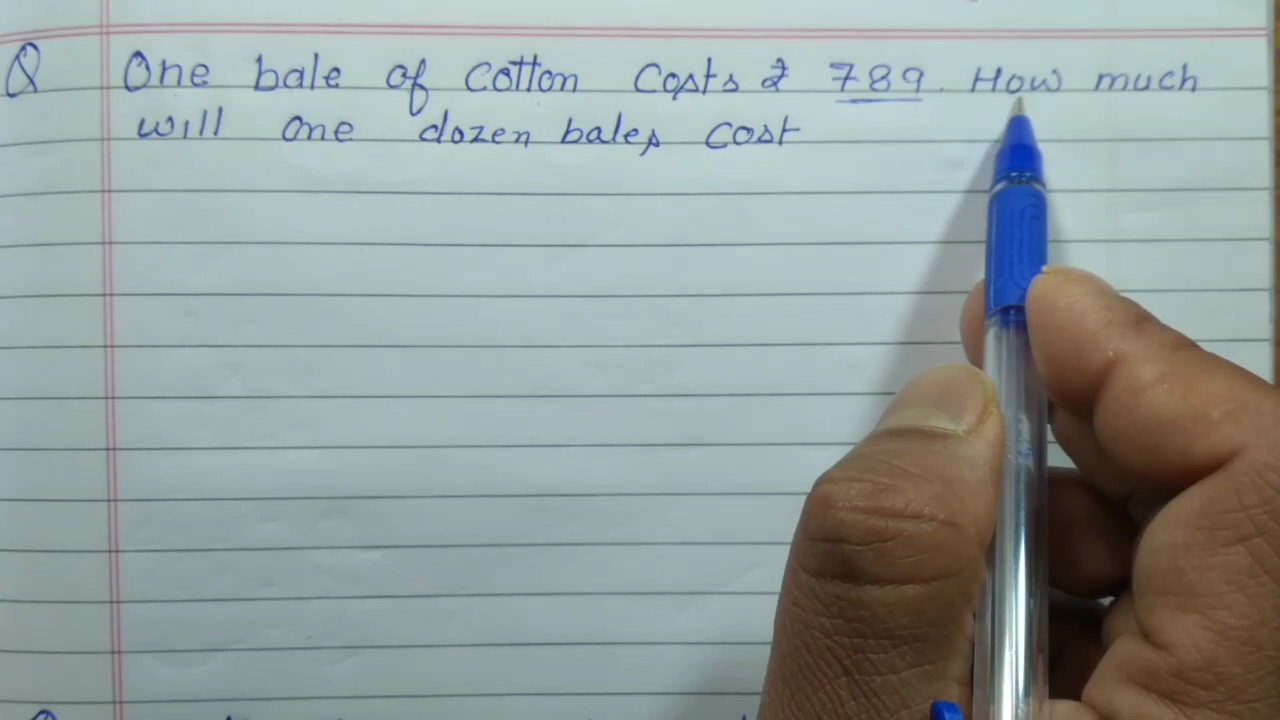 Q One bale of cotton costs ₹ 789. How much
will one dozen bales cost